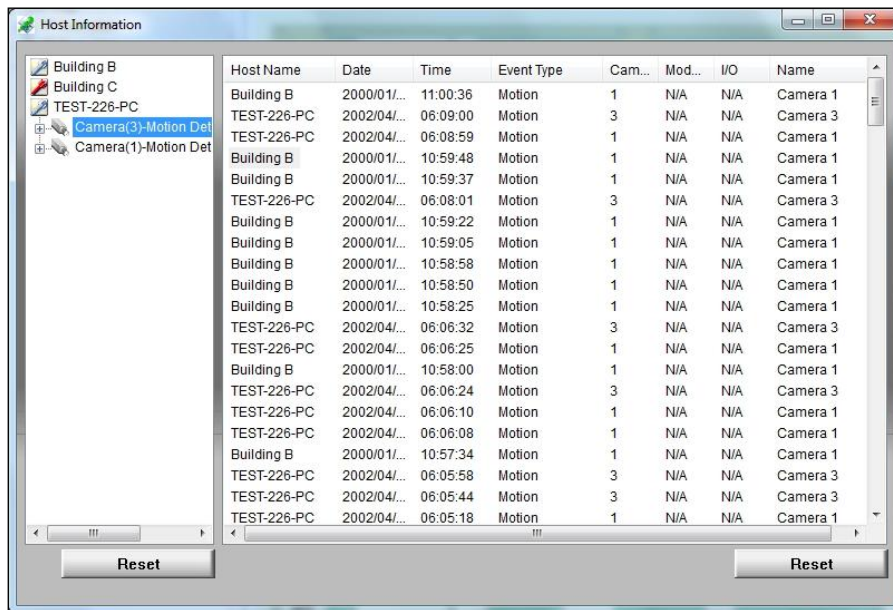 Host Information
Building B
Building C
TEST-226-PC
Camera(3)-Motion Det
Camera(1)-Motion Det
Reset
Host Name Date Time Event Type Cam... Mod... I/O Name
Building B 2000/01/... 11:00:36 Motion 1 N/A N/A Camera 1
TEST-226-PC 2002/04/... 06:09:00 Motion 3 N/A N/A Camera 3
TEST-226-PC 2002/04/... 06:08:59 Motion 1 N/A N/A Camera 1
Building B 2000/01/... 10:59:48 Motion 1 N/A N/A Camera 1
Building B 2000/01/... 10:59:37 Motion 1 N/A N/A Camera 1
TEST-226-PC 2002/04/... 06:08:01 Motion 3 N/A N/A Camera 3
Building B 2000/01/... 10:59:22 Motion 1 N/A N/A Camera 1
Building B 2000/01/... 10:59:05 Motion 1 N/A N/A Camera 1
Building B 2000/01/... 10:58:58 Motion 1 N/A N/A Camera 1
Building B 2000/01/... 10:58:50 Motion 1 N/A N/A Camera 1
Building B 2000/01/... 10:58:25 Motion 1 N/A N/A Camera 1
TEST-226-PC 2002/04/... 06:06:32 Motion 3 N/A N/A Camera 3
TEST-226-PC 2002/04/... 06:06:25 Motion 1 N/A N/A Camera 1
Building B 2000/01/... 10:58:00 Motion 1 N/A N/A Camera 1
TEST-226-PC 2002/04/... 06:06:24 Motion 3 N/A N/A Camera 3
TEST-226-PC 2002/04/... 06:06:10 Motion 1 N/A N/A Camera 1
TEST-226-PC 2002/04/... 06:06:08 Motion 1 N/A N/A Camera 1
Building B 2000/01/... 10:57:34 Motion 1 N/A N/A Camera 1
TEST-226-PC 2002/04/... 06:05:58 Motion 3 N/A N/A Camera 3
TEST-226-PC 2002/04/... 06:05:44 Motion 3 N/A N/A Camera 3
TEST-226-PC 2002/04/... 06:05:18 Motion 1 N/A N/A Camera 1
Reset